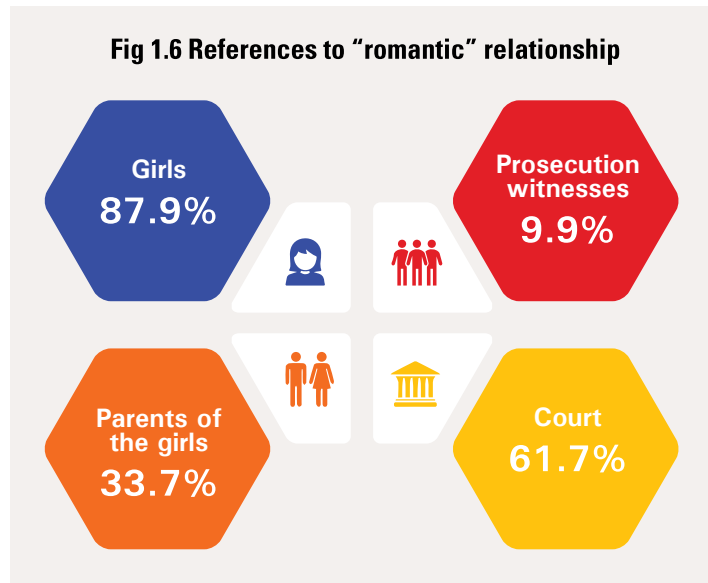 Fig 1.6 References to “romantic” relationship
Girls
87.9%
Prosecution
witnesses
9.9%
Parents of
the girls
33.7%
Court
61.7%